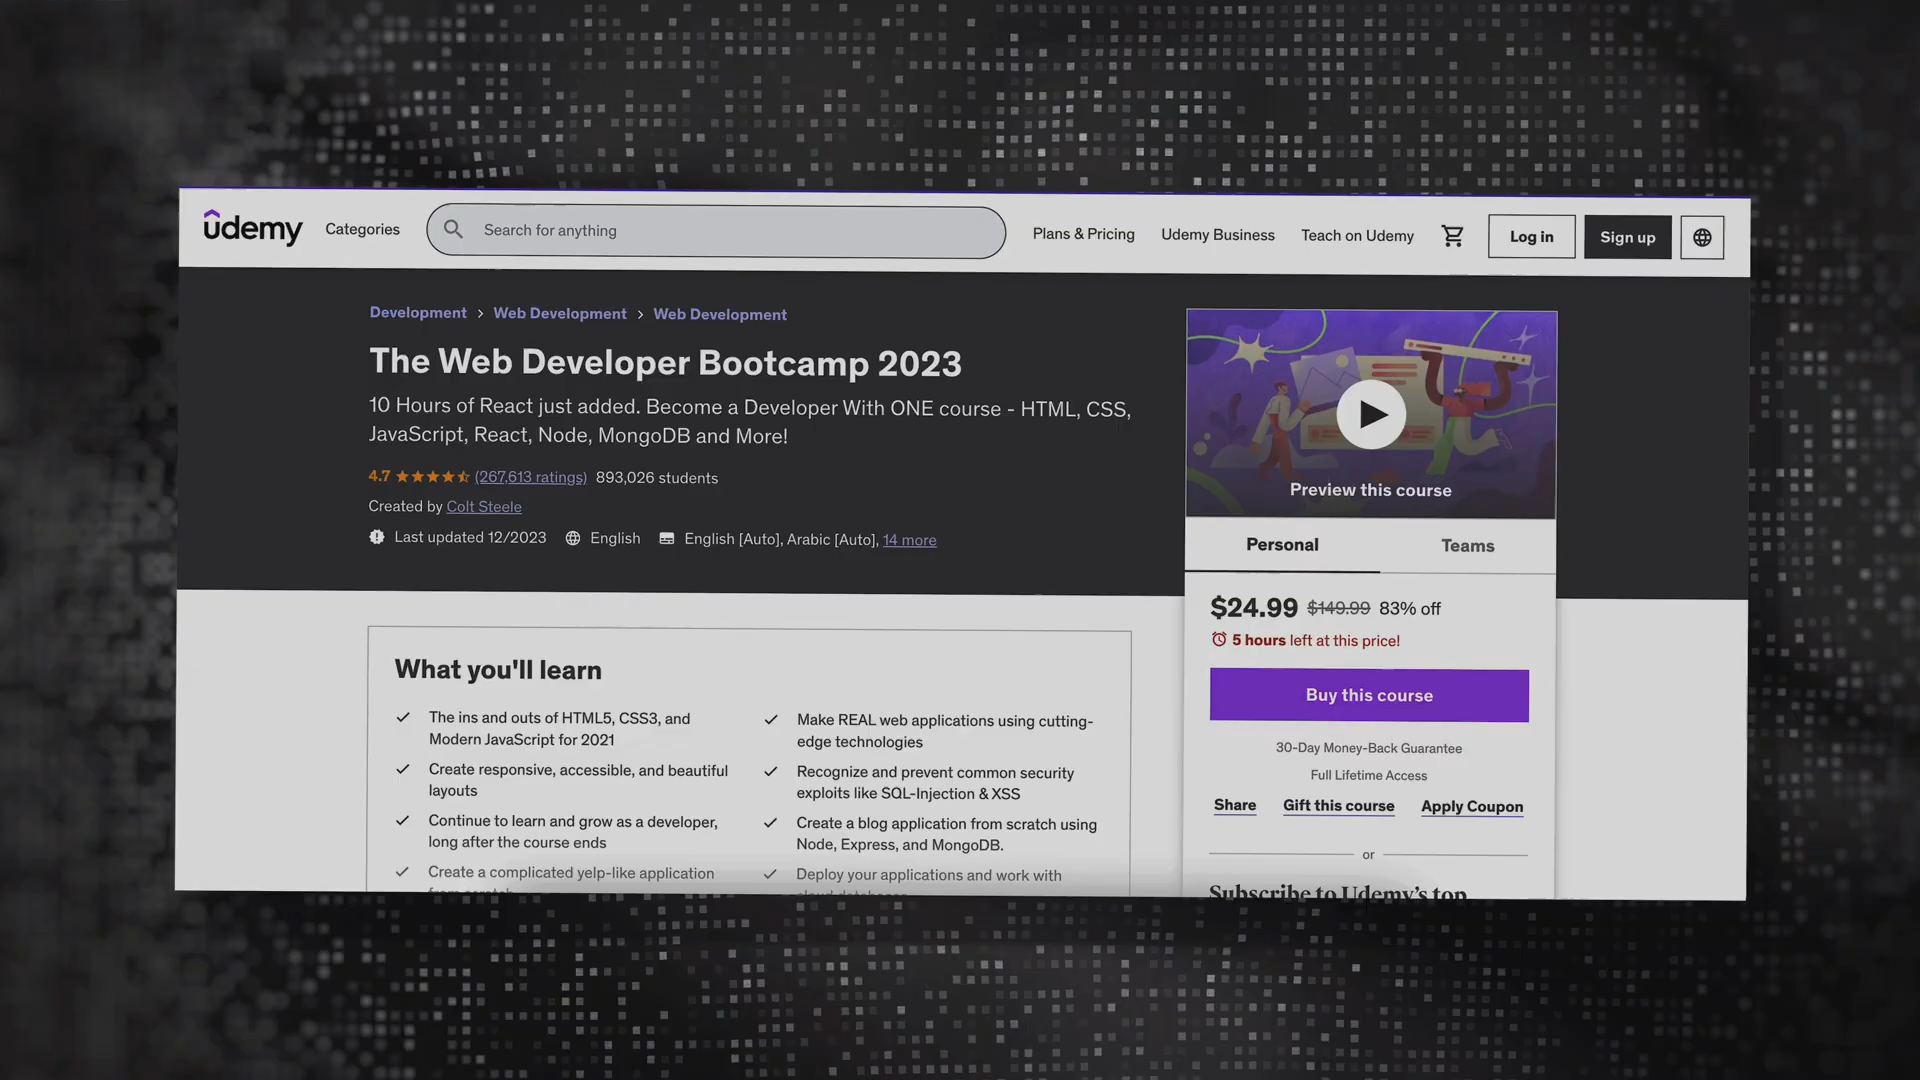 udemy
Categories
Search for anything
Plans & Pricing
Udemy Business
Teach on Udemy
Log in
Sign up
Development > Web Development > Web Development
The Web Developer Bootcamp 2023
10 Hours of React just added. Become a Developer With ONE course - HTML, CSS,
JavaScript, React, Node, MongoDB and More!
4.7 (267,613 ratings) 893,026 students
Created by Colt Steele
Last updated 12/2023 English English [Auto], Arabic [Auto], 14 more
Preview this course
Personal
Teams
$24.99 $149.99 83% off
5 hours left at this price!
Buy this course
30-Day Money-Back Guarantee
Full Lifetime Access
Share
Gift this course
Apply Coupon
or
Subscribe to Udemy's top
What you'll learn
The ins and outs of HTML5, CSS3, and
Modern JavaScript for 2021
Create responsive, accessible, and beautiful
layouts
Continue to learn and grow as a developer,
long after the course ends
Create a complicated yelp-like application
from scratch
Make REAL web applications using cutting-
edge technologies
Recognize and prevent common security
exploits like SQL-Injection & XSS
Create a blog application from scratch using
Node, Express, and MongoDB.
Deploy your applications and work with
cloud databases